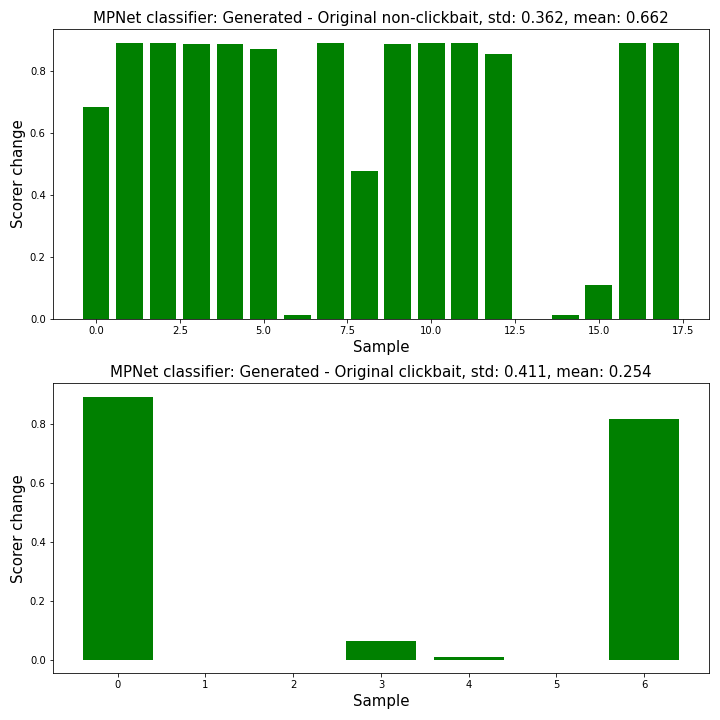 MPNet classifier: Generated - Original non-clickbait, std: 0.362, mean: 0.662
0.8
0.6
0.4
0.2
0.0
Scorer change
0.0 2.5 5.0 7.5 10.0 12.5 15.0 17.5
Sample
MPNet classifier: Generated - Original clickbait, std: 0.411, mean: 0.254
0.8
0.6
0.4
0.2
0.0
Scorer change
0 1 2 3 4 5 6
Sample